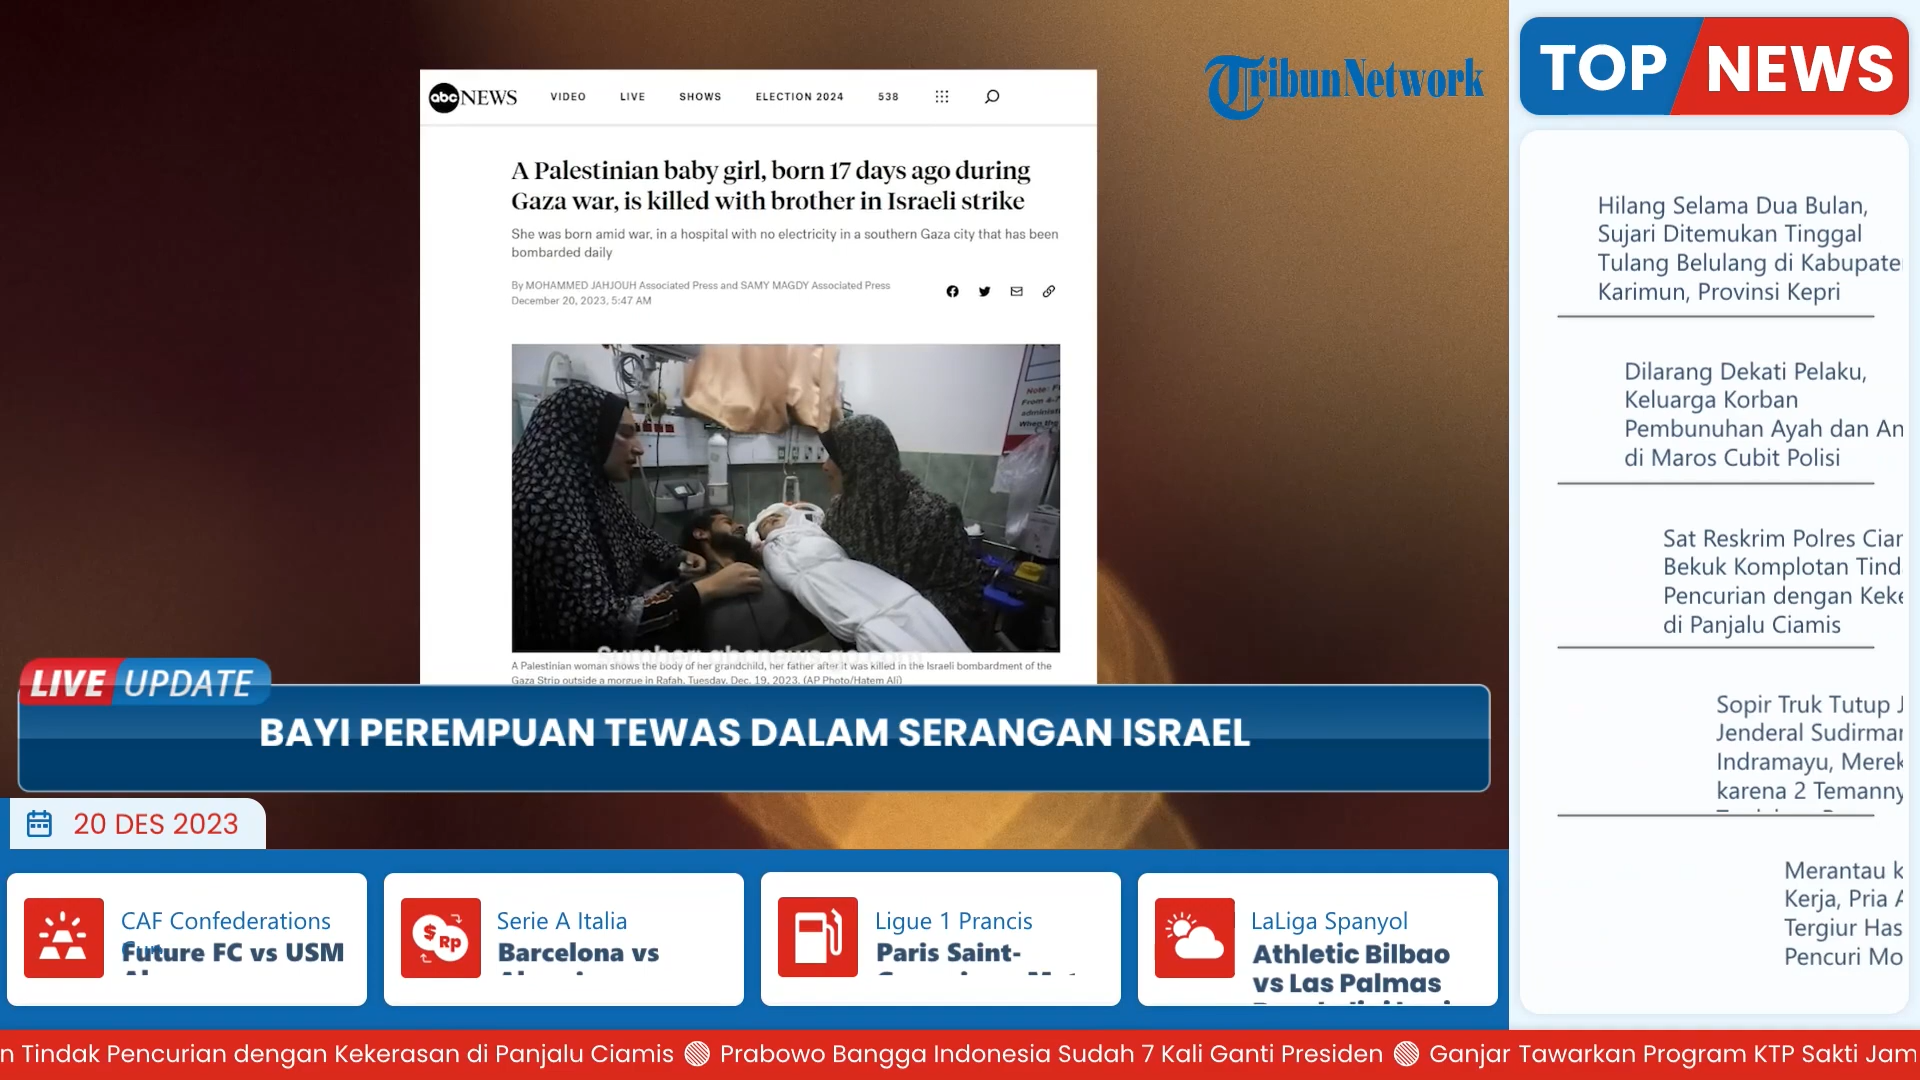 abc NEWS VIDEO LIVE SHOWS ELECTION 2024 538
A Palestinian baby girl, born 17 days ago during
Gaza war, is killed with brother in Israeli strike
She was born amid war, in a hospital with no electricity in a southern Gaza city that has been
bombarded daily
By MOHAMMED JAHJOUH Associated Press and SAMY MAGDY Associated Press
December 20, 2023, 5:47 AM
Sumber: abcnews.go.com
A Palestinian woman shows the body of her grandchild, her father after it was killed in the Israeli bombardment of the
Gaza Strip outside a morgue in Rafah, Tuesday, Dec. 19, 2023. (AP Photo/Hatem Ali)
TribunNetwork
LIVE UPDATE
BAYI PEREMPUAN TEWAS DALAM SERANGAN ISRAEL
20 DES 2023
CAF Confederations
Future FC vs USM
Serie A Italia
Barcelona vs
Ligue 1 Prancis
Paris Saint-
LaLiga Spanyol
Athletic Bilbao
vs Las Palmas
TOP NEWS
Hilang Selama Dua Bulan,
Sujari Ditemukan Tinggal
Tulang Belulang di Kabupate
Karimun, Provinsi Kepri
Dilarang Dekati Pelaku,
Keluarga Korban
Pembunuhan Ayah dan An
di Maros Cubit Polisi
Sat Reskrim Polres Ciam
Bekuk Komplotan Tind
Pencurian dengan Keke
di Panjalu Ciamis
Sopir Truk Tutup J
Jenderal Sudirman
Indramayu, Merek
karena 2 Temanny
Merantau k
Kerja, Pria A
Tergiur Has
Pencuri Mo
n Tindak Pencurian dengan Kekerasan di Panjalu Ciamis Prabowo Bangga Indonesia Sudah 7 Kali Ganti Presiden Ganjar Tawarkan Program KTP Sakti Jam